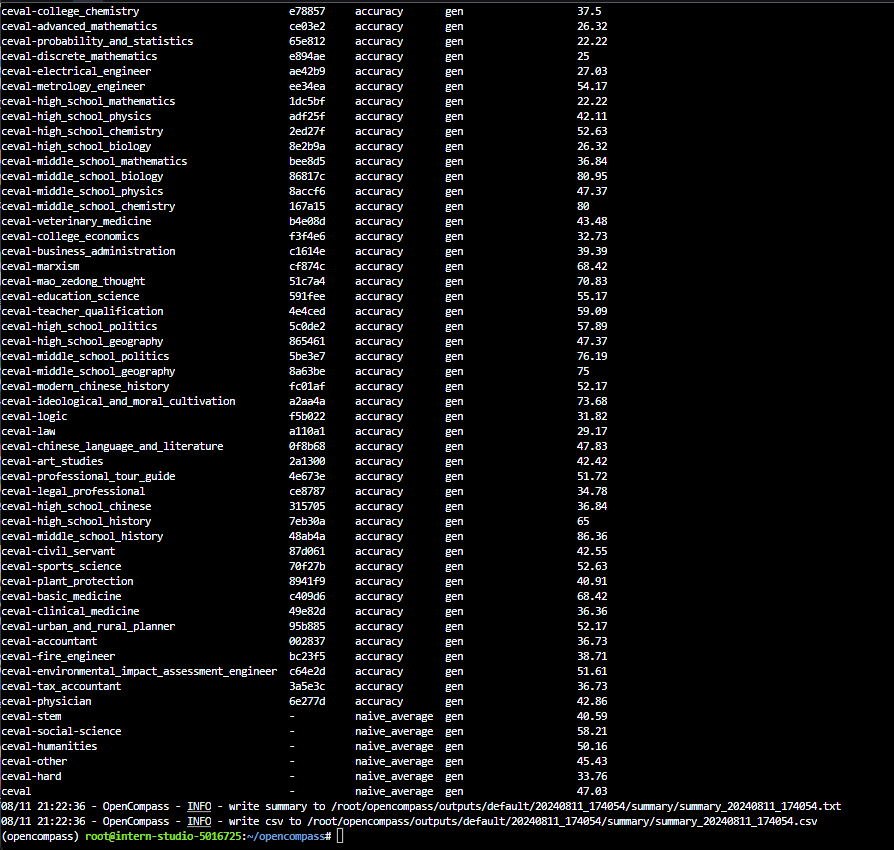 ceval-college_chemistry e78857 accuracy gen 37.5
ceval-advanced_mathematics ce03e2 accuracy gen 26.32
ceval-probability_and_statistics 65e812 accuracy gen 22.22
ceval-discrete_mathematics e894ae accuracy gen 25
ceval-electrical_engineer ae42b9 accuracy gen 27.03
ceval-metrology_engineer ee34ea accuracy gen 54.17
ceval-high_school_mathematics 1dc5bf accuracy gen 22.22
ceval-high_school_physics adf25f accuracy gen 42.11
ceval-high_school_chemistry 2ed27f accuracy gen 52.63
ceval-high_school_biology 8e2b9a accuracy gen 26.32
ceval-middle_school_mathematics bee8d5 accuracy gen 36.84
ceval-middle_school_biology 86817c accuracy gen 80.95
ceval-middle_school_physics 8accf6 accuracy gen 47.37
ceval-middle_school_chemistry 167a15 accuracy gen 80
ceval-veterinary_medicine b4e08d accuracy gen 43.48
ceval-college_economics f3f4e6 accuracy gen 32.73
ceval-business_administration c1614e accuracy gen 39.39
ceval-marxism cf874c accuracy gen 68.42
ceval-mao_zedong_thought 51c7a4 accuracy gen 70.83
ceval-education_science 591fee accuracy gen 55.17
ceval-teacher_qualification 4e4ced accuracy gen 59.09
ceval-high_school_politics 5c0de2 accuracy gen 57.89
ceval-high_school_geography 865461 accuracy gen 47.37
ceval-middle_school_politics 5be3e7 accuracy gen 76.19
ceval-middle_school_geography 8a63be accuracy gen 75
ceval-modern_chinese_history fc01af accuracy gen 52.17
ceval-ideological_and_moral_cultivation a2aa4a accuracy gen 73.68
ceval-logic f5b022 accuracy gen 31.82
ceval-law a110a1 accuracy gen 29.17
ceval-chinese_language_and_literature 0f8b68 accuracy gen 47.83
ceval-art_studies 2a1300 accuracy gen 42.42
ceval-professional_tour_guide 4e673e accuracy gen 51.72
ceval-legal_professional ce8787 accuracy gen 34.78
ceval-high_school_chinese 315705 accuracy gen 36.84
ceval-high_school_history 7eb30a accuracy gen 65
ceval-middle_school_history 48ab4a accuracy gen 86.36
ceval-civil_servant 87d061 accuracy gen 42.55
ceval-sports_science 70f27b accuracy gen 52.63
ceval-plant_protection 8941f9 accuracy gen 40.91
ceval-basic_medicine c409d6 accuracy gen 68.42
ceval-clinical_medicine 49e82d accuracy gen 36.36
ceval-urban_and_rural_planner 95b885 accuracy gen 52.17
ceval-accountant 002837 accuracy gen 36.73
ceval-fire_engineer bc23f5 accuracy gen 38.71
ceval-environmental_impact_assessment_engineer c64e2d accuracy gen 51.61
ceval-tax_accountant 3a5e3c accuracy gen 36.73
ceval-physician 6e277d accuracy gen 42.86
ceval-stem - naive_average gen 40.59
ceval-social-science - naive_average gen 58.21
ceval-humanities - naive_average gen 50.16
ceval-other - naive_average gen 45.43
ceval-hard - naive_average gen 33.76
ceval - naive_average gen 47.03
08/11 21:22:36 - OpenCompass - INFO - write summary to /root/opencompass/outputs/default/20240811_174054/summary/summary_20240811_174054.txt
08/11 21:22:36 - OpenCompass - INFO - write csv to /root/opencompass/outputs/default/20240811_174054/summary/summary_20240811_174054.csv
(opencompass) root@intern-studio-5016725:~/opencompass#